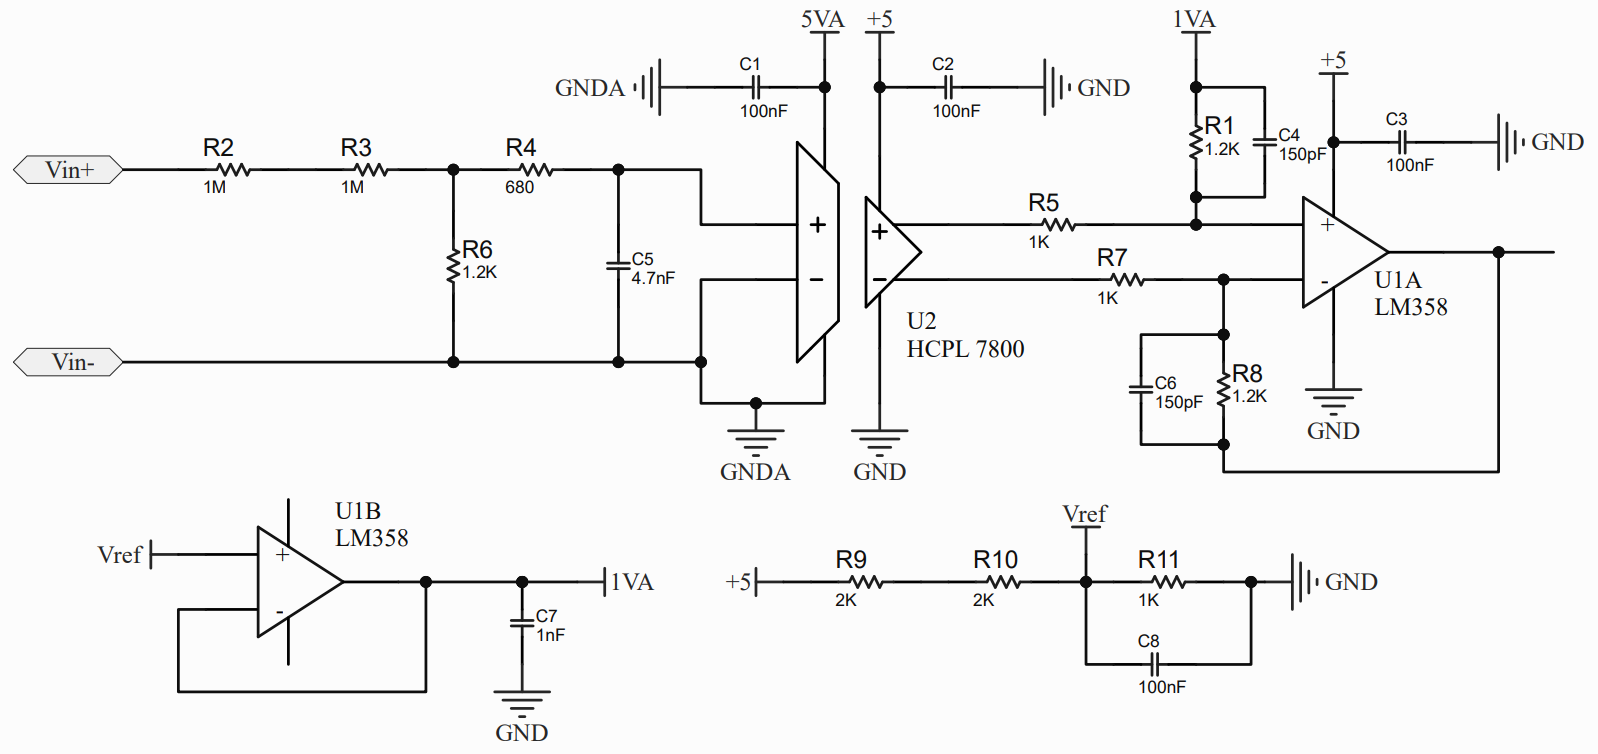 5VA
+5
1VA
+5
C1
GNDA
100nF
C2
GND
100nF
R1
1.2K
C4
150pF
C3
GND
100nF
Vin+
R2
1M
R3
1M
R4
680
R6
1.2K
C5
4.7nF
Vin-
+
-
+
-
U2
HCPL 7800
R5
1K
R7
1K
+
-
U1A
LM358
C6
150pF
R8
1.2K
GND
GNDA
GND
U1B
LM358
Vref
+
-
1VA
C7
1nF
GND
Vref
+5
R9
2K
R10
2K
R11
1K
GND
C8
100nF